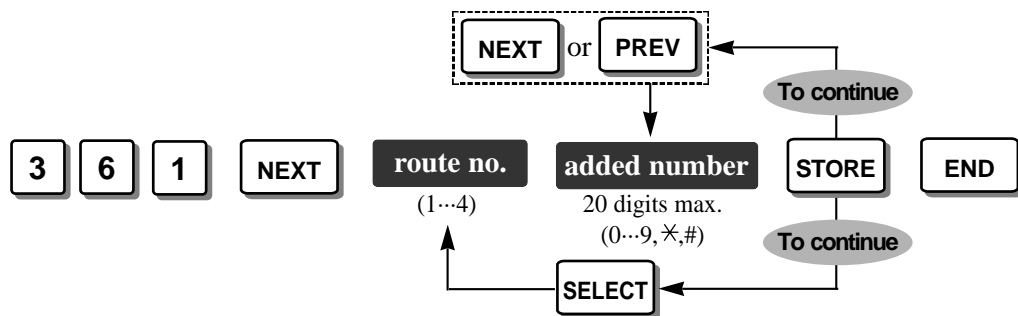 NEXT or PREV
To continue
3 6 1 NEXT route no. added number STORE END
(1···4) 20 digits max.
(0···9,✳,#)
To continue
SELECT